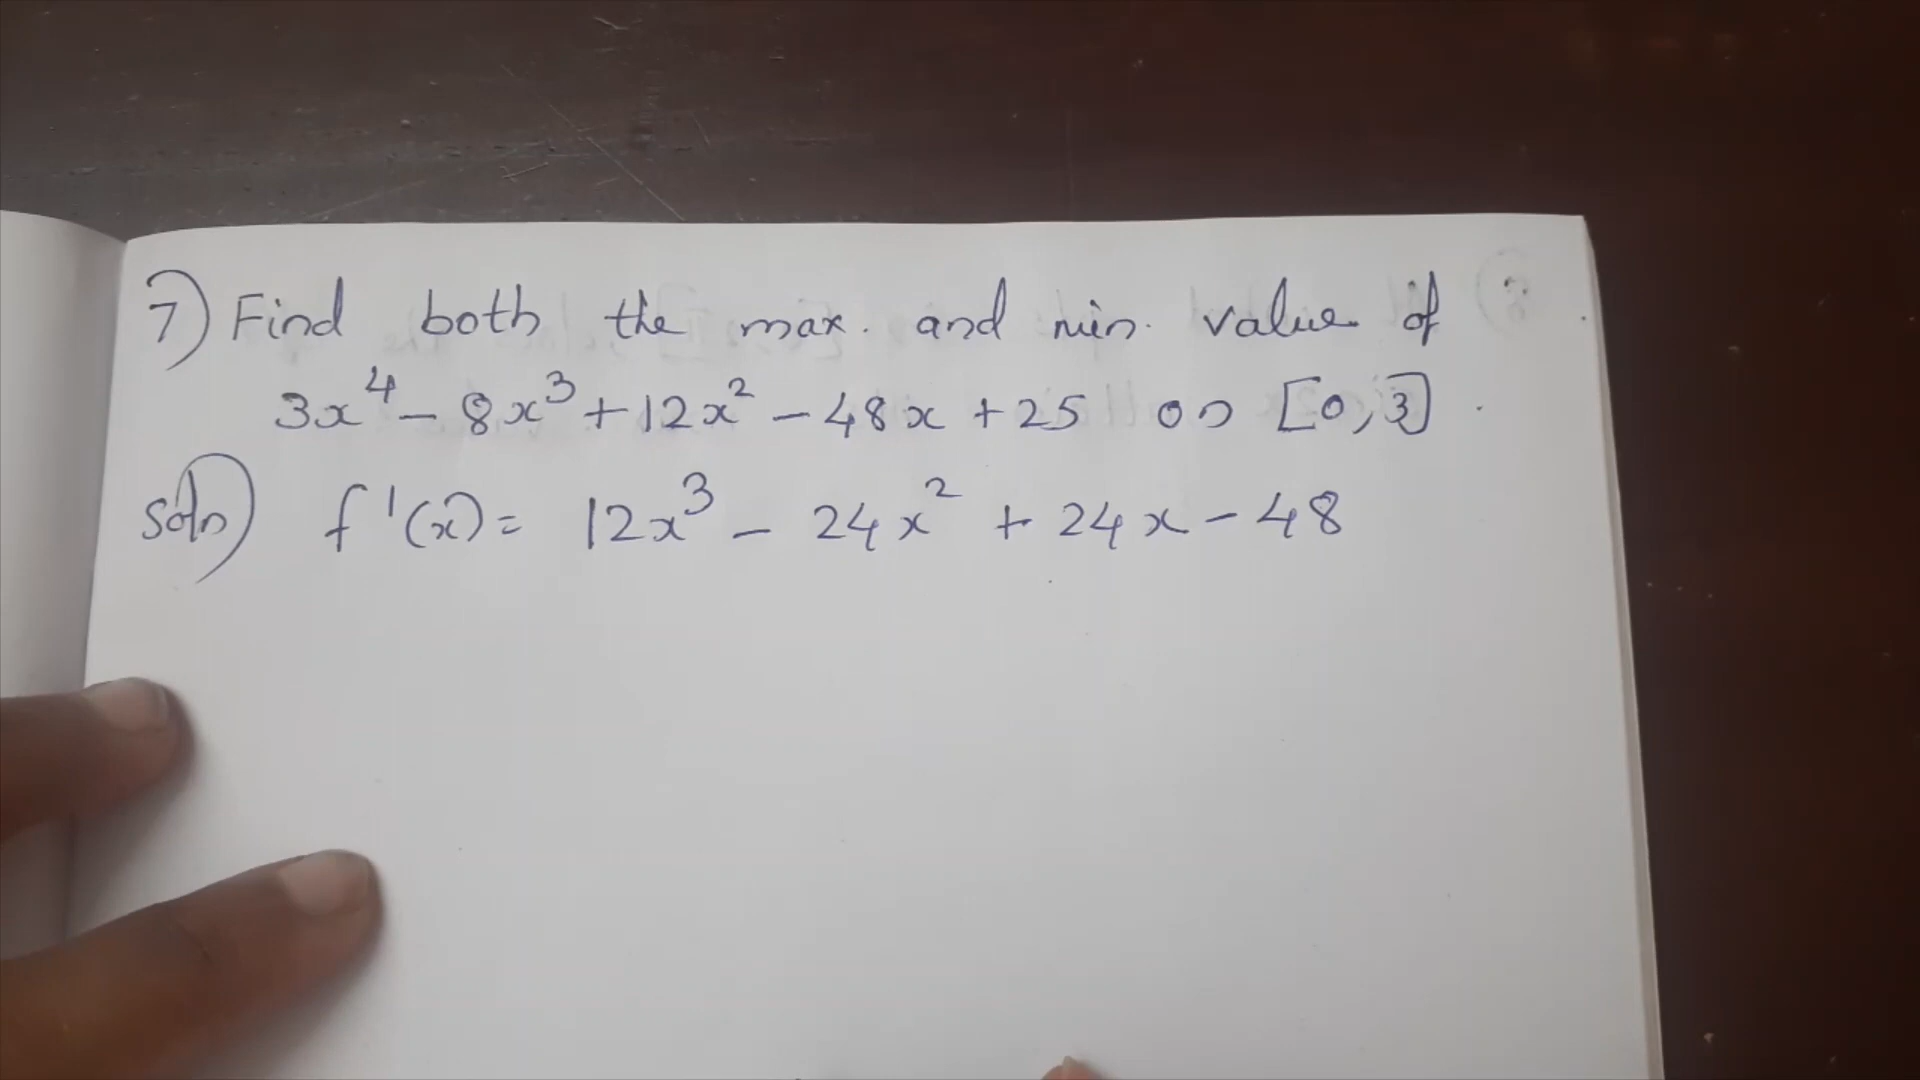 7) Find both the max. and min. value of
3x⁴ - 8x³ + 12x² - 48x + 25 on [0,3].
soln) f'(x) = 12x³ - 24x² + 24x - 48